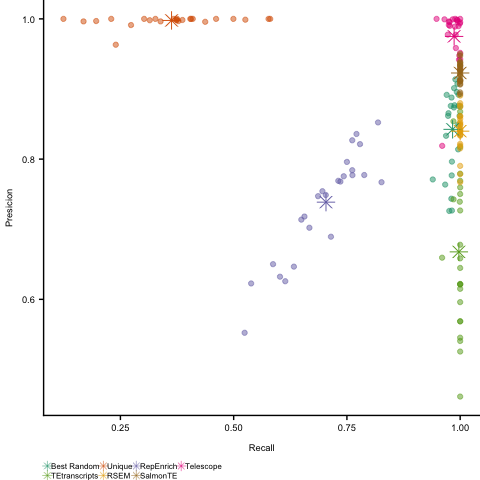 1.0
0.8
0.6
Presicion
0.25 0.50 0.75 1.00
Recall
Best Random Unique RepEnrich Telescope
TEtranscripts RSEM SalmonTE